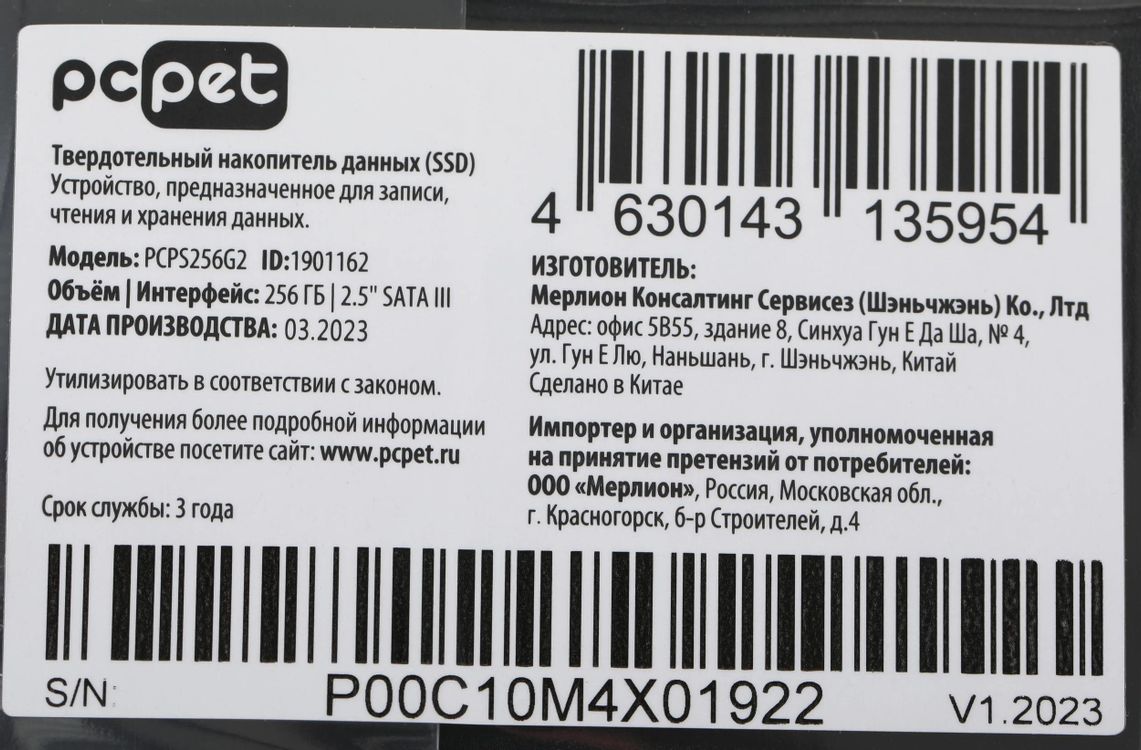 pcpet
Твердотельный накопитель данных (SSD)
Устройство, предназначенное для записи,
чтения и хранения данных.
Модель: PCPS256G2 ID:1901162
Объём | Интерфейс: 256 ГБ | 2.5" SATA III
ДАТА ПРОИЗВОДСТВА: 03.2023
Утилизировать в соответствии с законом.
Для получения более подробной информации
об устройстве посетите сайт: www.pcpet.ru
Срок службы: 3 года
4 630143 135954
ИЗГОТОВИТЕЛЬ:
Мерлион Консалтинг Сервисез (Шэньчжэнь) Ко., Лтд
Адрес: офис 5В55, здание 8, Синхуа Гун Е Да Ша, № 4,
ул. Гун Е Лю, Наньшань, г. Шэньчжэнь, Китай
Сделано в Китае
Импортер и организация, уполномоченная
на принятие претензий от потребителей:
ООО «Мерлион», Россия, Московская обл.,
г. Красногорск, б-р Строителей, д.4
S/N: P00C10M4X01922 V1.2023